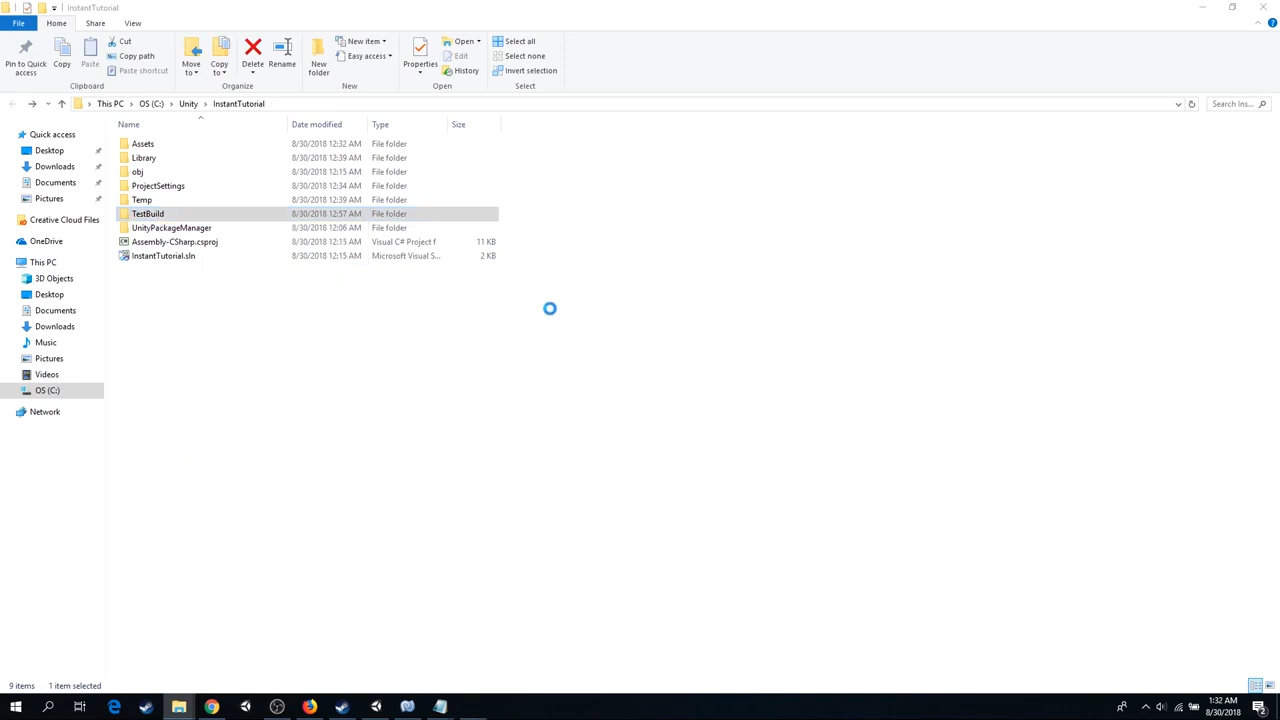 InstantTutorial
File Home Share View
Pin to Quick access
Copy
Paste
Cut
Copy path
Paste shortcut
Clipboard
Move to
Copy to
Delete
Rename
Organize
New folder
New item
Easy access
New
Properties
Open
Edit
History
Open
Select all
Select none
Invert selection
Select
This PC > OS (C:) > Unity > InstantTutorial
Search Ins...
Name Date modified Type Size
Quick access
Desktop
Downloads
Documents
Pictures
Creative Cloud Files
OneDrive
This PC
3D Objects
Desktop
Documents
Downloads
Music
Pictures
Videos
OS (C:)
Network
Assets 8/30/2018 12:32 AM File folder
Library 8/30/2018 12:39 AM File folder
obj 8/30/2018 12:15 AM File folder
ProjectSettings 8/30/2018 12:34 AM File folder
Temp 8/30/2018 12:39 AM File folder
TestBuild 8/30/2018 12:57 AM File folder
UnityPackageManager 8/30/2018 12:06 AM File folder
Assembly-CSharp.csproj 8/30/2018 12:15 AM Visual C# Project f 11 KB
InstantTutorial.sln 8/30/2018 12:15 AM Microsoft Visual S... 2 KB
9 items 1 item selected
1:32 AM
8/30/2018
2